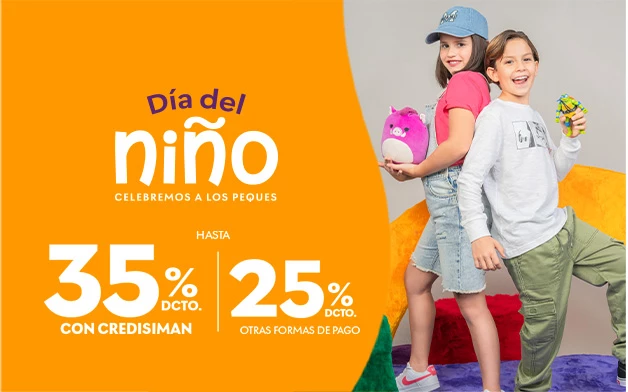 Día del
niño
CELEBREMOS A LOS PEQUES
HASTA
35% DCTO.
CON CREDISIMAN
25% DCTO.
OTRAS FORMAS DE PAGO